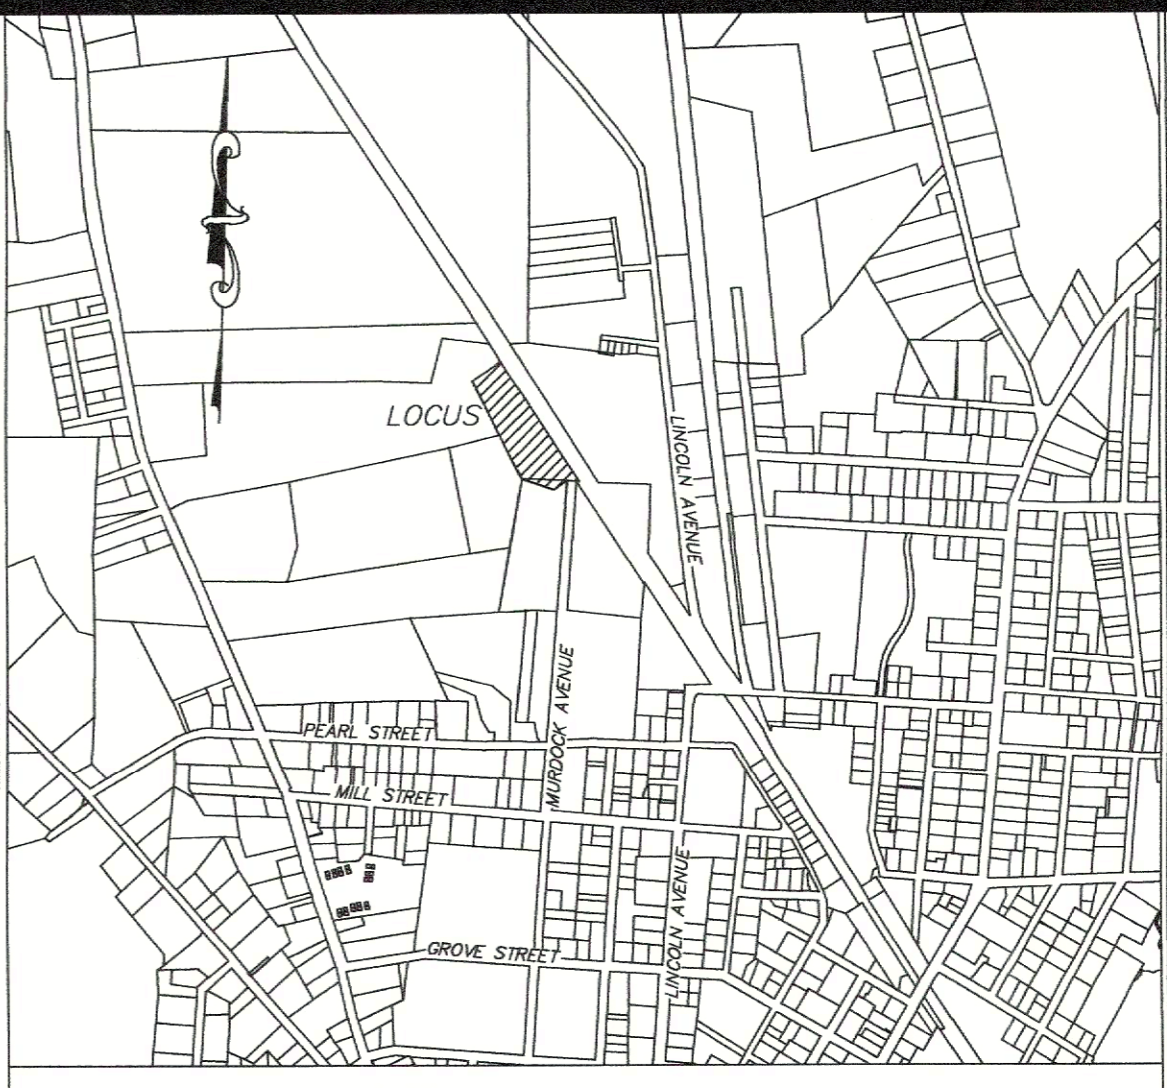 LOCUS
LINCOLN AVENUE
MURDOCK AVENUE
PEARL STREET
MILL STREET
LINCOLN AVENUE
GROVE STREET